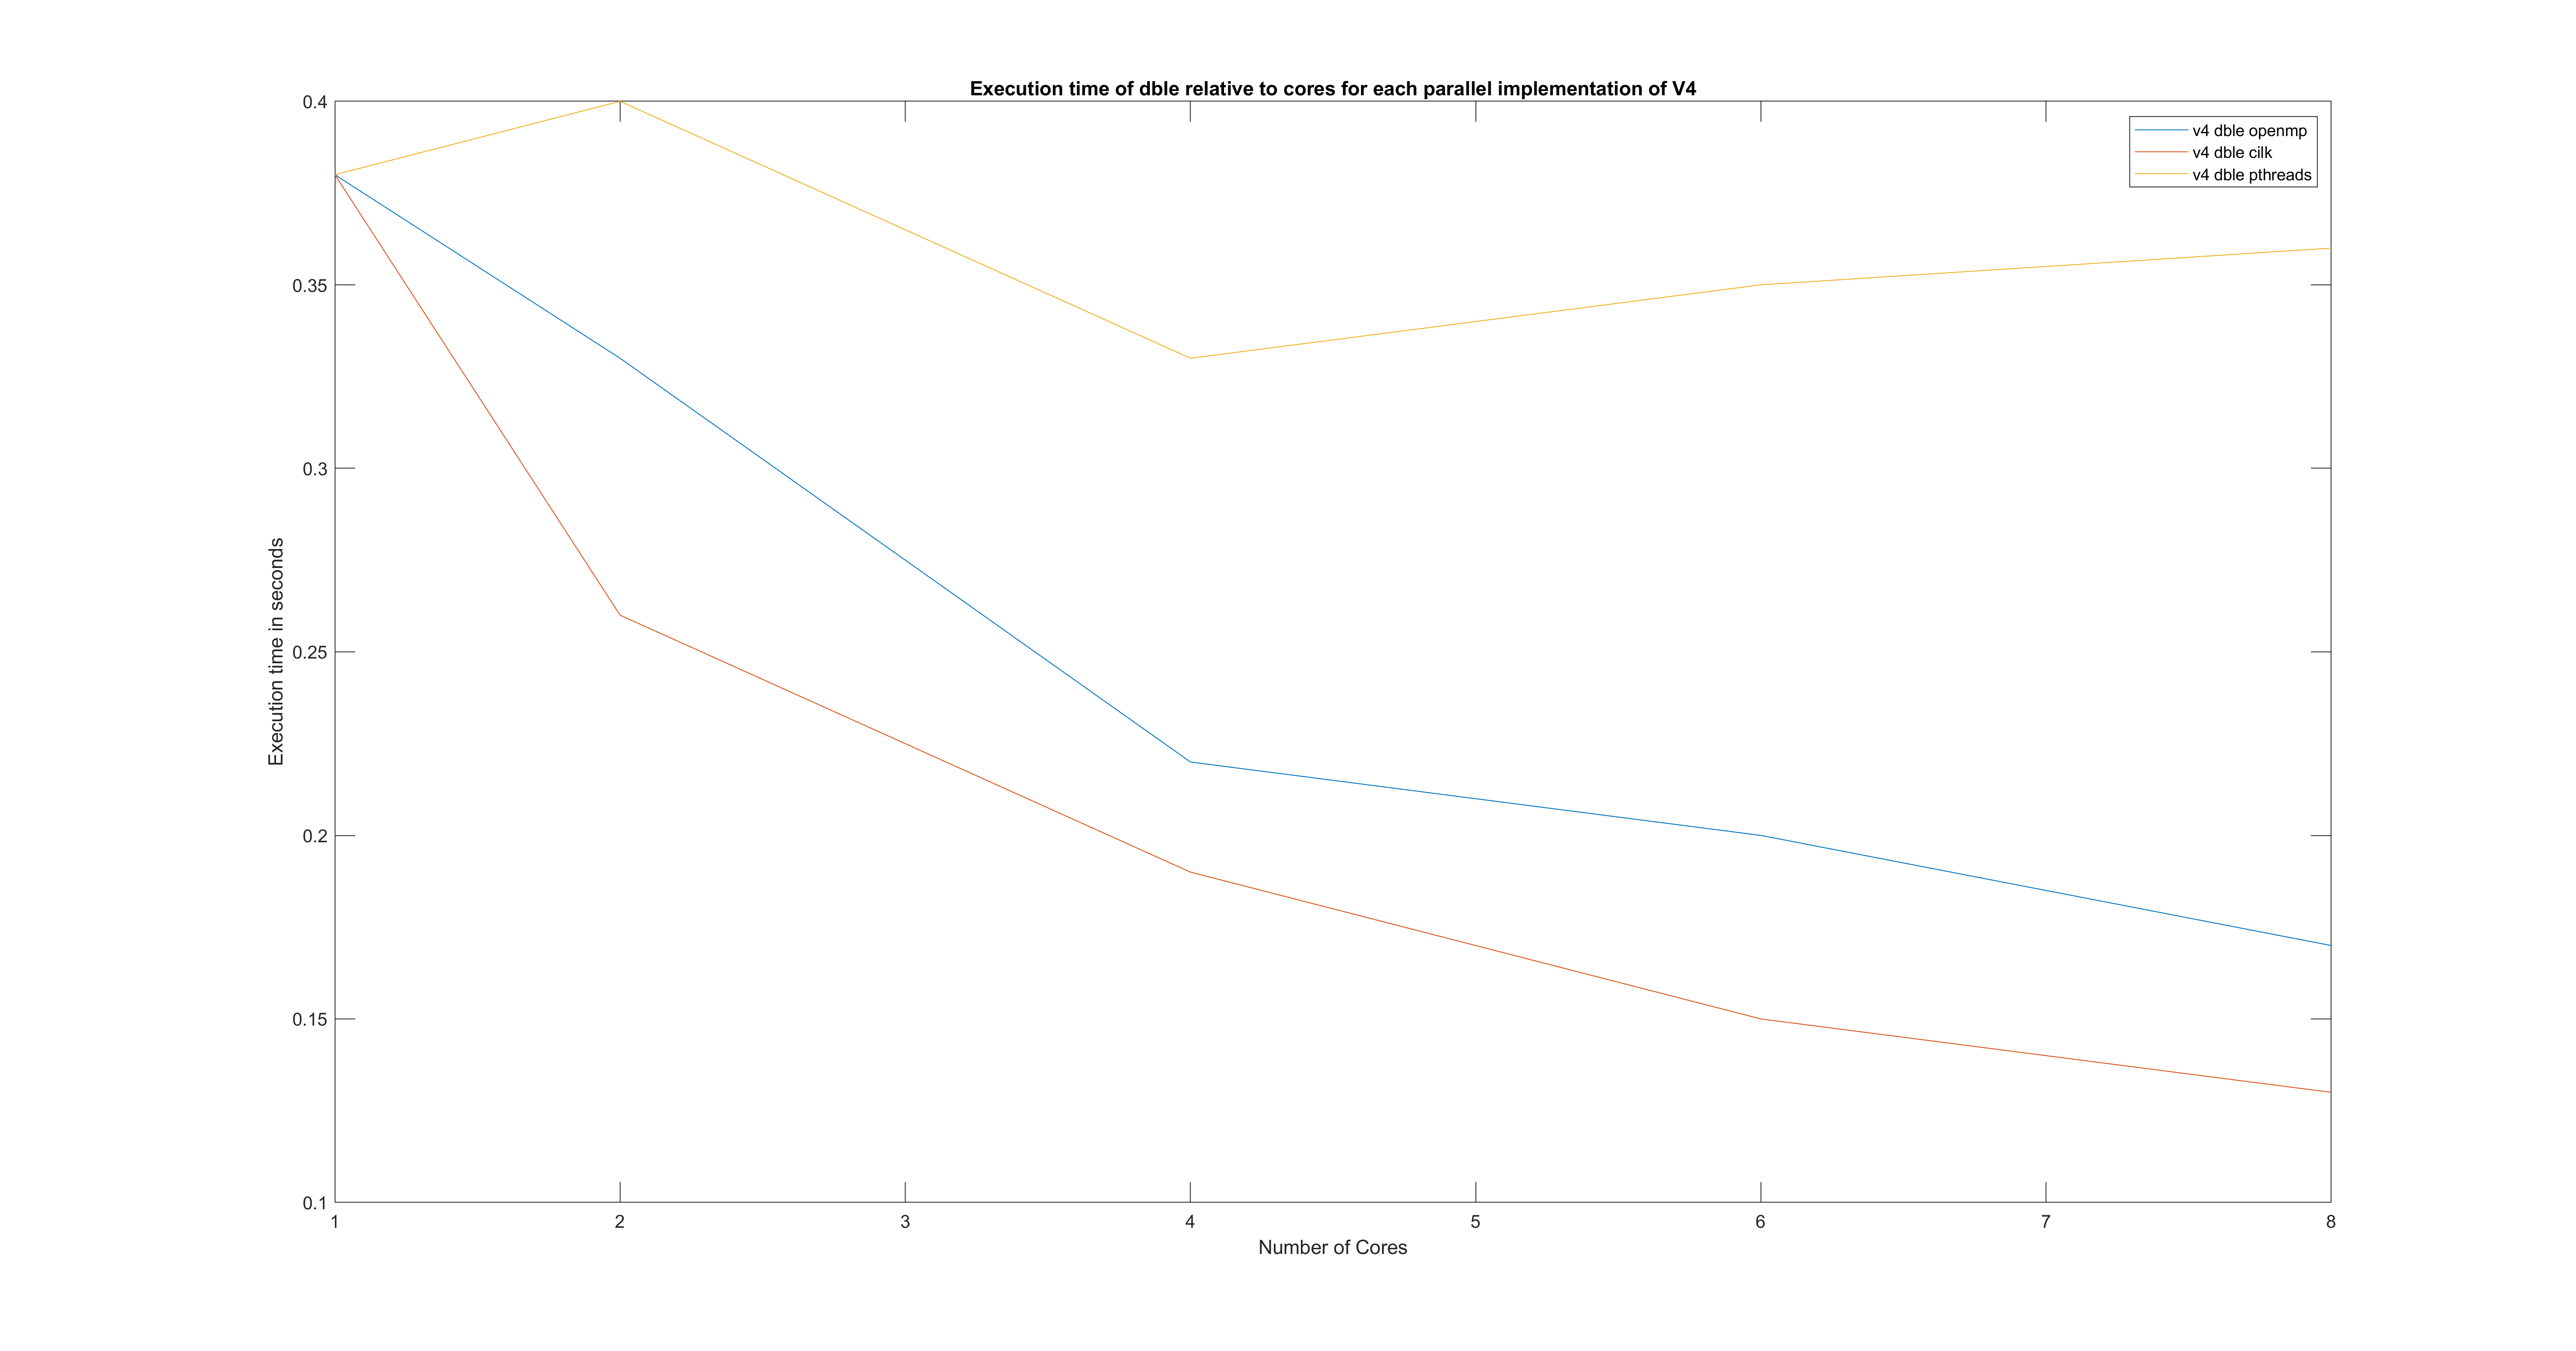 Execution time of dble relative to cores for each parallel implementation of V4
0.4
0.35
0.3
0.25
0.2
0.15
0.1
Execution time in seconds
v4 dble openmp
v4 dble cilk
v4 dble pthreads
1 2 3 4 5 6 7 8
Number of Cores